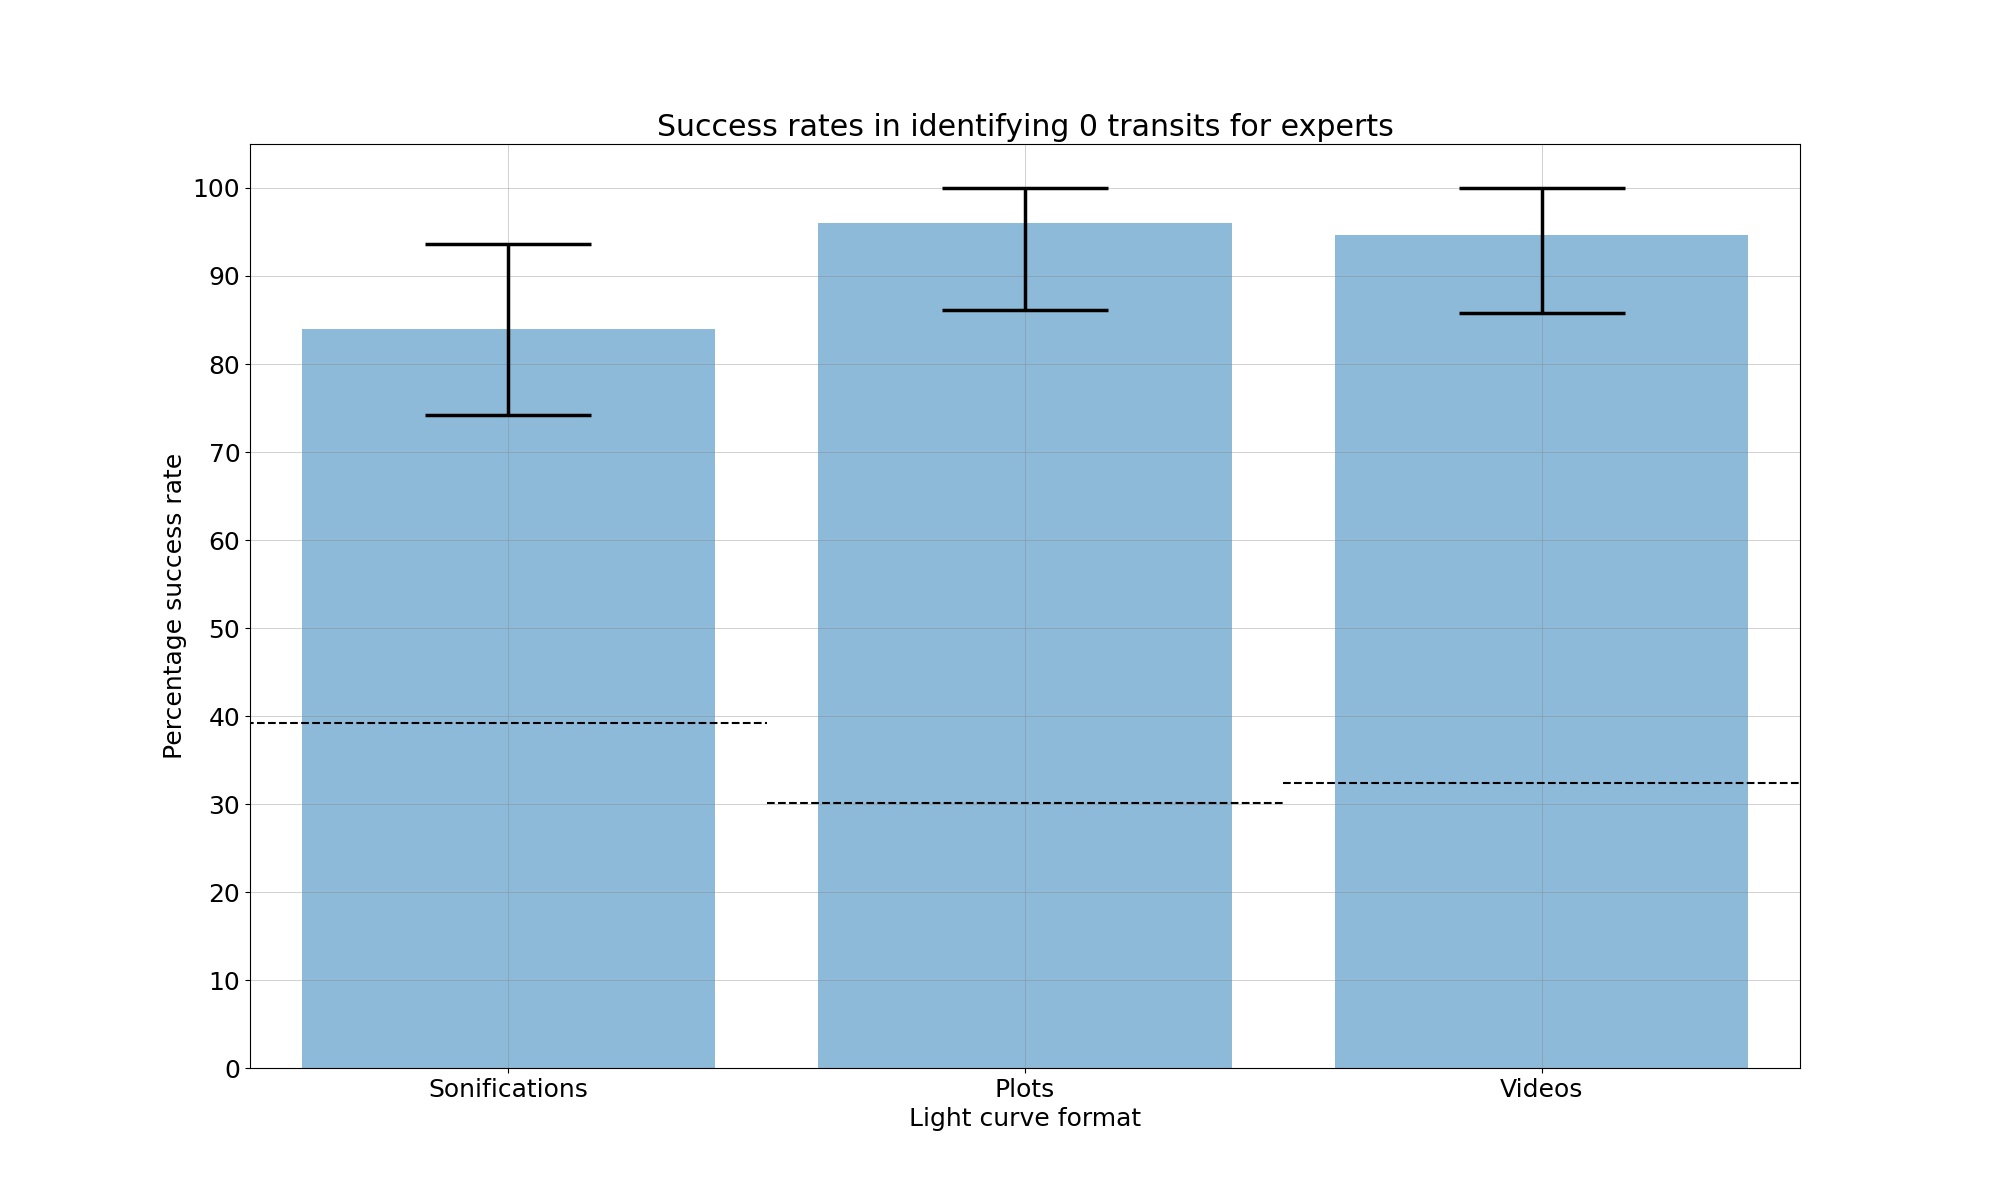 Success rates in identifying 0 transits for experts
100
90
80
70
60
50
40
30
20
10
0
Percentage success rate
Sonifications Plots Videos
Light curve format